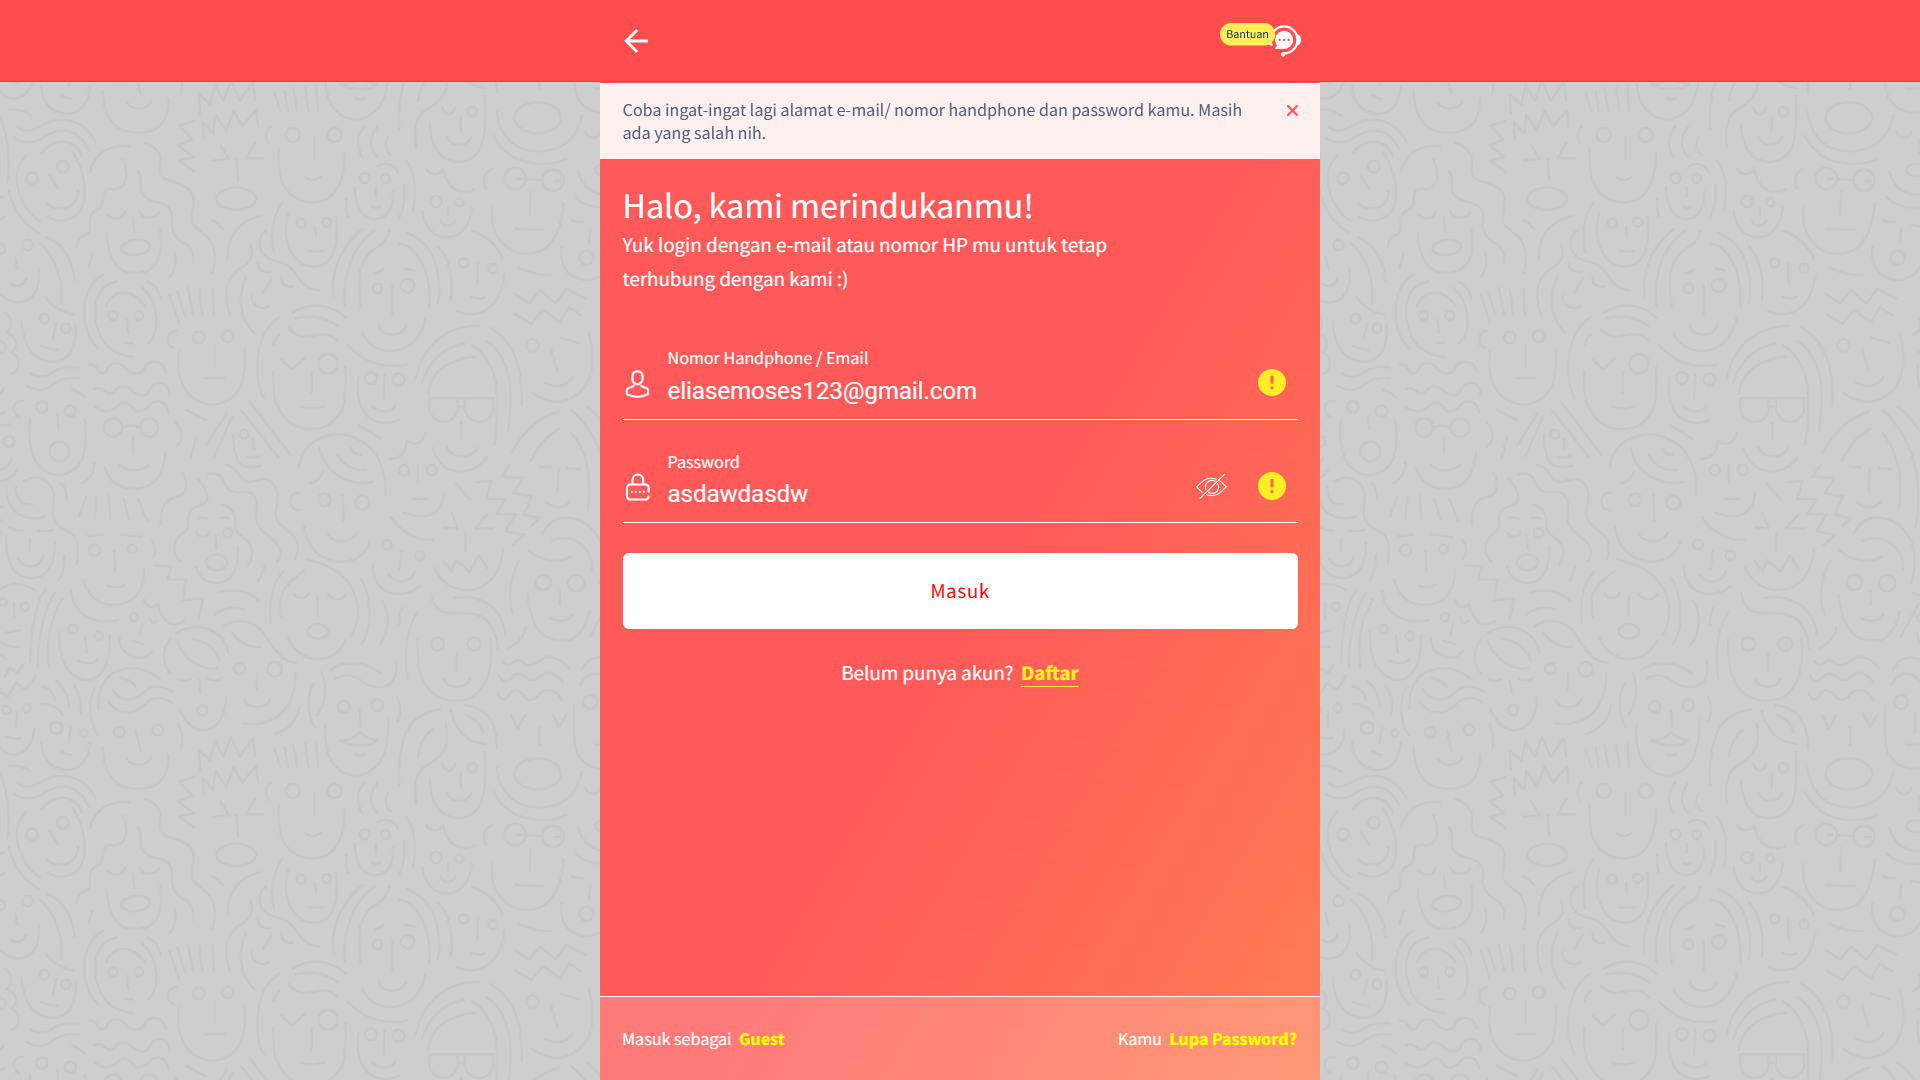 Bantuan
Coba ingat-ingat lagi alamat e-mail/ nomor handphone dan password kamu. Masih
ada yang salah nih.
Halo, kami merindukanmu!
Yuk login dengan e-mail atau nomor HP mu untuk tetap
terhubung dengan kami :)
Nomor Handphone / Email
eliasemoses123@gmail.com
Password
asdawdasdw
Masuk
Belum punya akun? Daftar
Masuk sebagai Guest
Kamu Lupa Password?